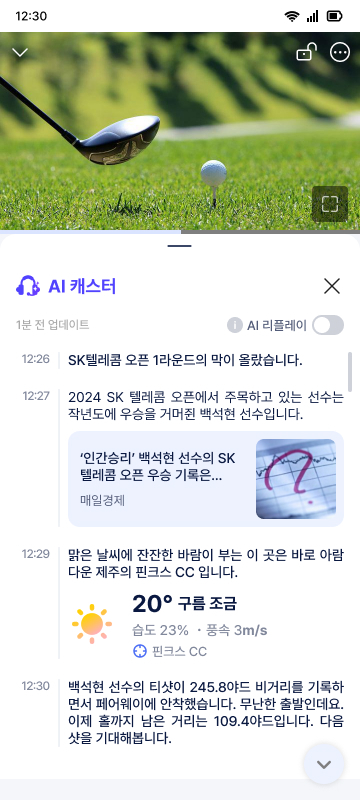 12:30
AI 캐스터
1분 전 업데이트
i AI 리플레이
12:26 SK텔레콤 오픈 1라운드의 막이 올랐습니다.
12:27 2024 SK 텔레콤 오픈에서 주목하고 있는 선수는
작년도에 우승을 거머쥔 백석현 선수입니다.
‘인간승리’ 백석현 선수의 SK
텔레콤 오픈 우승 기록은...
매일경제
12:29 맑은 날씨에 잔잔한 바람이 부는 이 곳은 바로 아람
다운 제주의 핀크스 CC 입니다.
20° 구름 조금
습도 23% ・풍속 3m/s
핀크스 CC
12:30 백석현 선수의 티샷이 245.8야드 비거리를 기록하
면서 페어웨이에 안착했습니다. 무난한 출발인데요.
이제 홀까지 남은 거리는 109.4야드입니다. 다음
샷을 기대해봅니다.